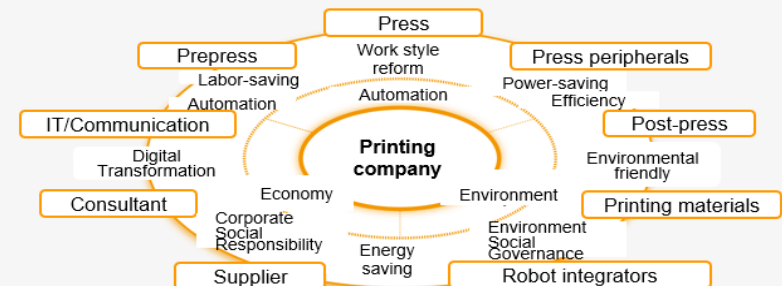 Press
Prepress
Work style
reform
Press peripherals
Labor-saving
Power-saving
Automation
Automation
Efficiency
IT/Communication
Post-press
Printing
company
Digital
Transformation
Environmental
friendly
Economy
Environment
Consultant
Printing materials
Corporate
Social
Responsibility
Environment
Social
Governance
Energy
saving
Supplier
Robot integrators